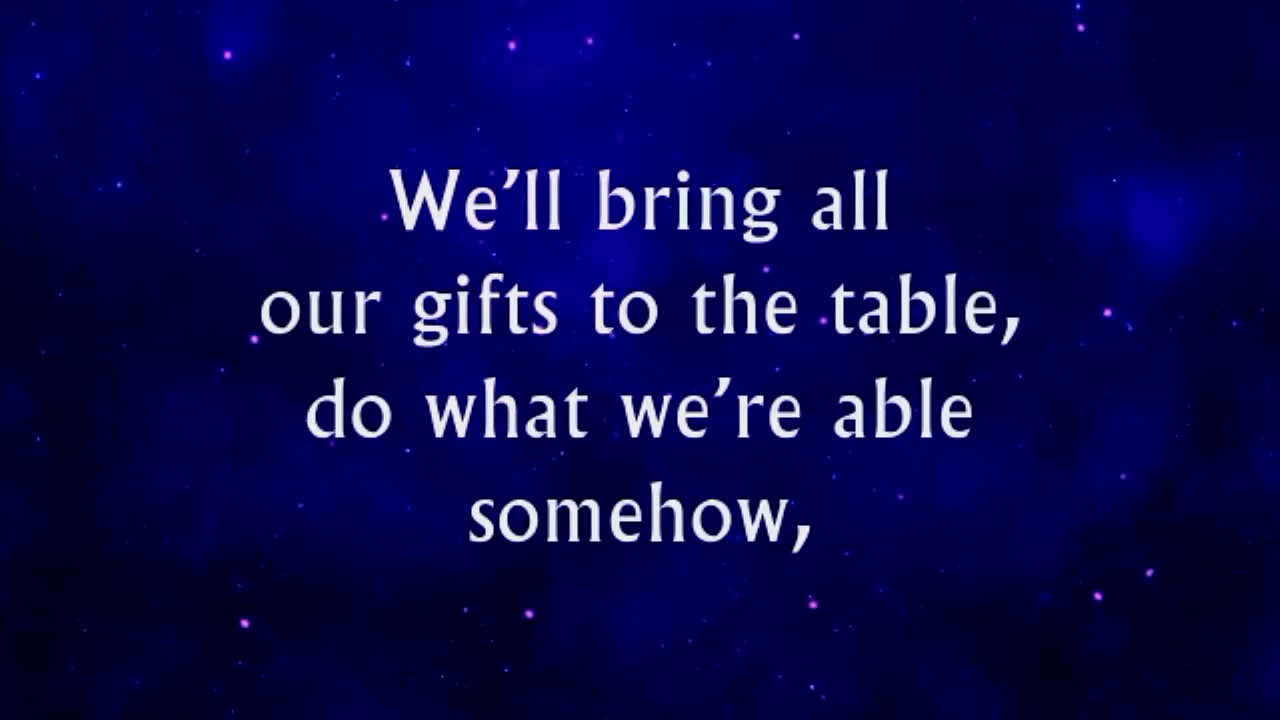 We’ll bring all
our gifts to the table,
do what we’re able
somehow,